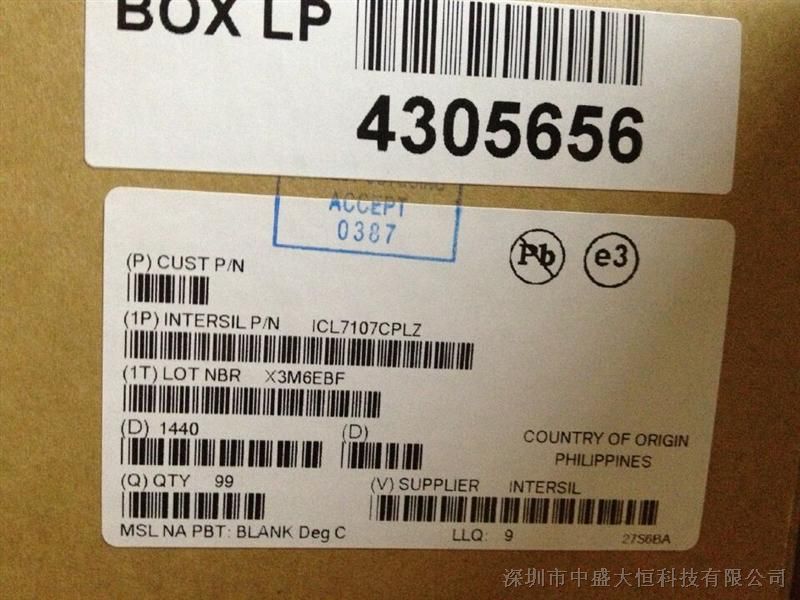 BOX LP
4305656
ACCEPT
0387
Pb e3
(P) CUST P/N
(1P) INTERSIL P/N ICL7107CPLZ
(1T) LOT NBR X3M6EBF
(D) 1440 (D)
COUNTRY OF ORIGIN
PHILIPPINES
(Q) QTY 99 (V) SUPPLIER INTERSIL
MSL NA PBT: BLANK Deg C LLQ: 9 27S6BA
深圳市中盛大恒科技有限公司